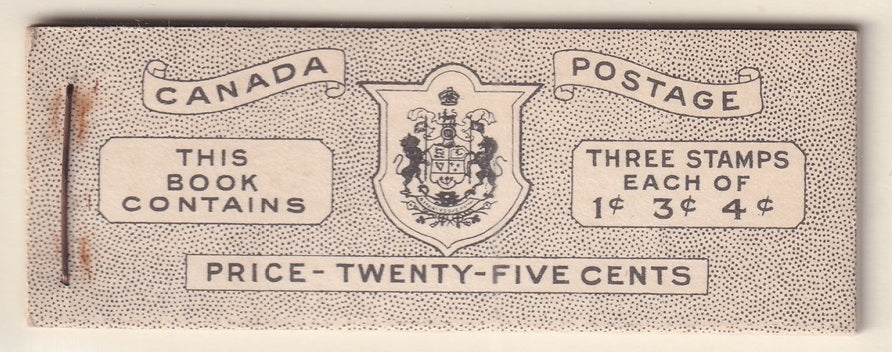 CANADA
POSTAGE
THIS
BOOK
CONTAINS
THREE STAMPS
EACH OF
1¢ 3¢ 4¢
PRICE - TWENTY-FIVE CENTS